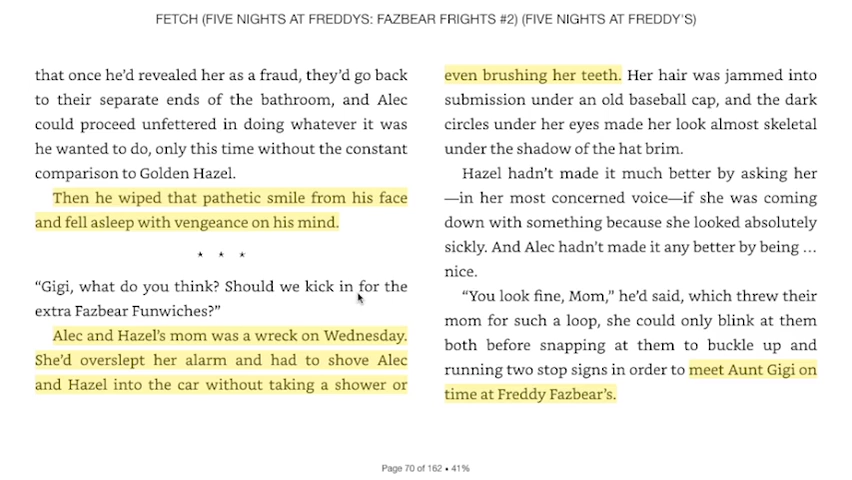 FETCH (FIVE NIGHTS AT FREDDYS: FAZBEAR FRIGHTS #2) (FIVE NIGHTS AT FREDDY'S)
that once he’d revealed her as a fraud, they’d go back
to their separate ends of the bathroom, and Alec
could proceed unfettered in doing whatever it was
he wanted to do, only this time without the constant
comparison to Golden Hazel.
Then he wiped that pathetic smile from his face
and fell asleep with vengeance on his mind.
* * *
“Gigi, what do you think? Should we kick in for the
extra Fazbear Funwiches?”
Alec and Hazel’s mom was a wreck on Wednesday.
She’d overslept her alarm and had to shove Alec
and Hazel into the car without taking a shower or
even brushing her teeth. Her hair was jammed into
submission under an old baseball cap, and the dark
circles under her eyes made her look almost skeletal
under the shadow of the hat brim.
Hazel hadn’t made it much better by asking her
—in her most concerned voice—if she was coming
down with something because she looked absolutely
sickly. And Alec hadn’t made it any better by being …
nice.
“You look fine, Mom,” he’d said, which threw their
mom for such a loop, she could only blink at them
both before snapping at them to buckle up and
running two stop signs in order to meet Aunt Gigi on
time at Freddy Fazbear’s.
Page 70 of 162 • 41%